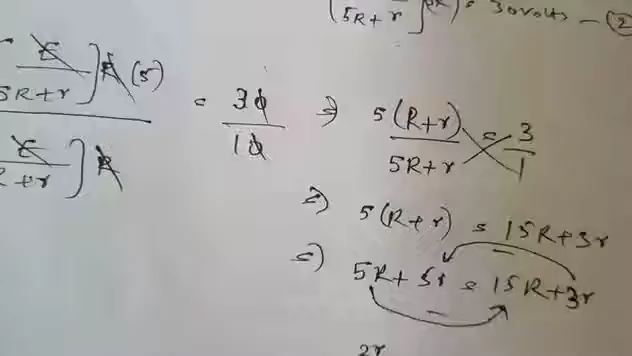 5R+r ] 5R) = 30 volts — (2
E / 5R+r ] R (5) / E / R+r ] R = 30 / 10 ⇒ 5(R+r) / 5R+r = 3 / 1
⇒) 5(R+r) = 15R+3r
⇒) 5R+5r = 15R+3r
2r